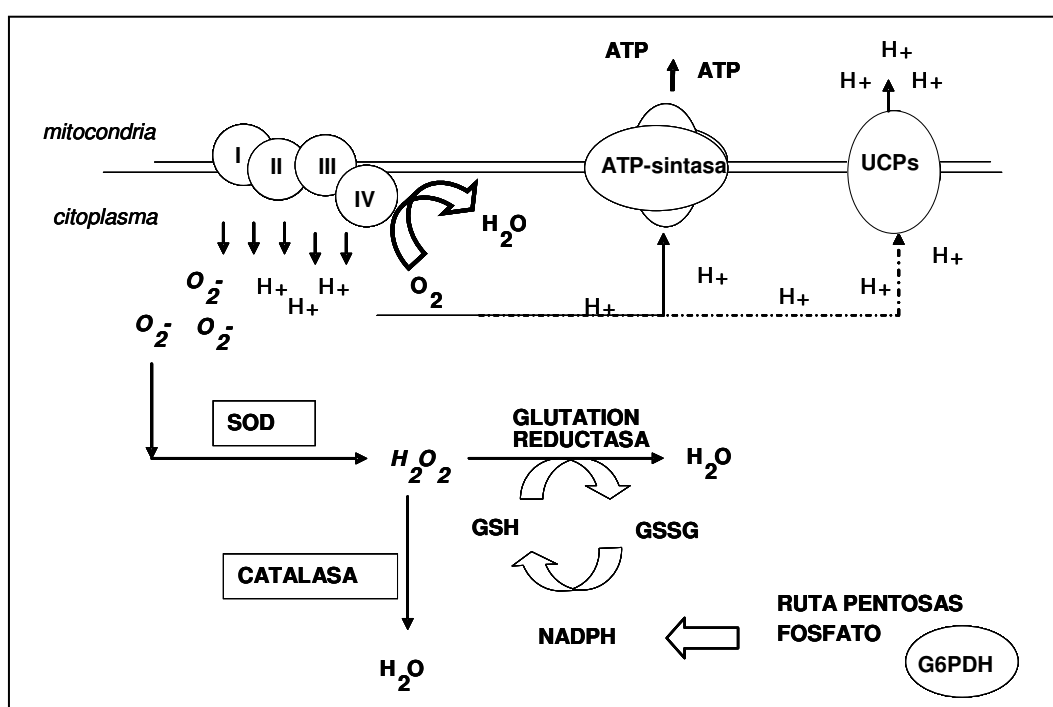 ATP
ATP
H+
H+ H+
mitocondria
I
II
III
IV
ATP-sintasa
UCPs
citoplasma
H2O
O2
O2-
O2-
O2-
H+
H+
H+
H+
H+
H+
H+
H+
SOD
H2O2
GLUTATION
REDUCTASA
H2O
GSH
GSSG
CATALASA
NADPH
RUTA PENTOSAS
FOSFATO
G6PDH
H2O